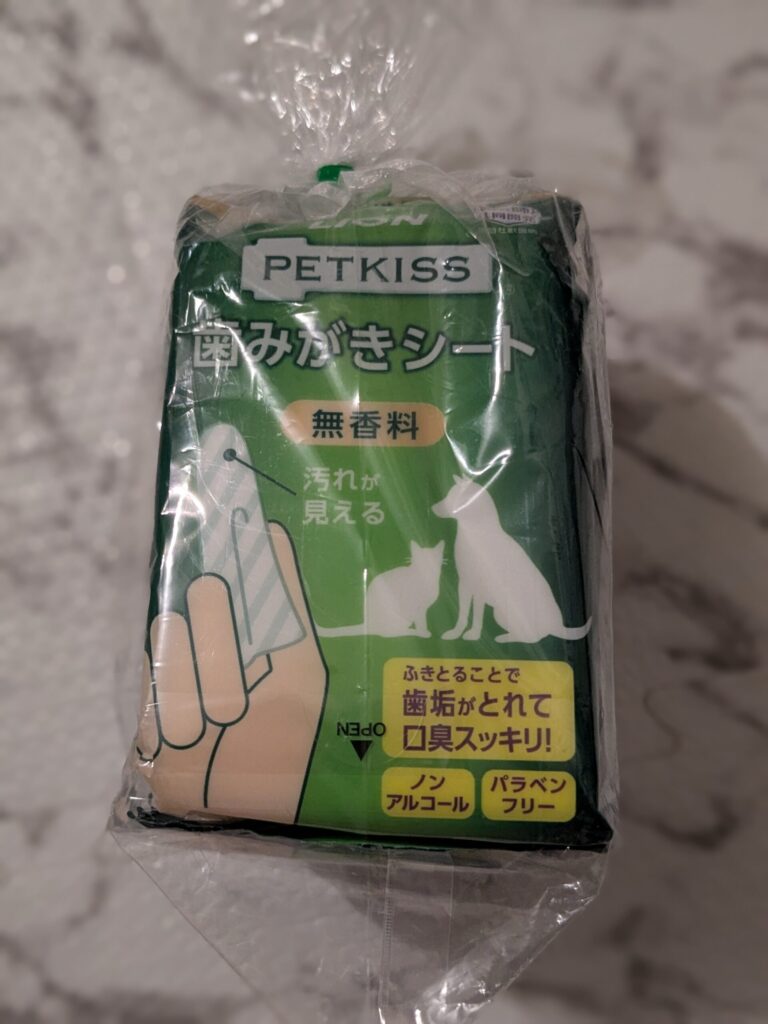 LION
PETKISS
歯みがきシート
無香料
汚れが
見える
ふきとることで
歯垢がとれて
口臭スッキリ!
OPEN
ノン
アルコール
パラベン
フリー